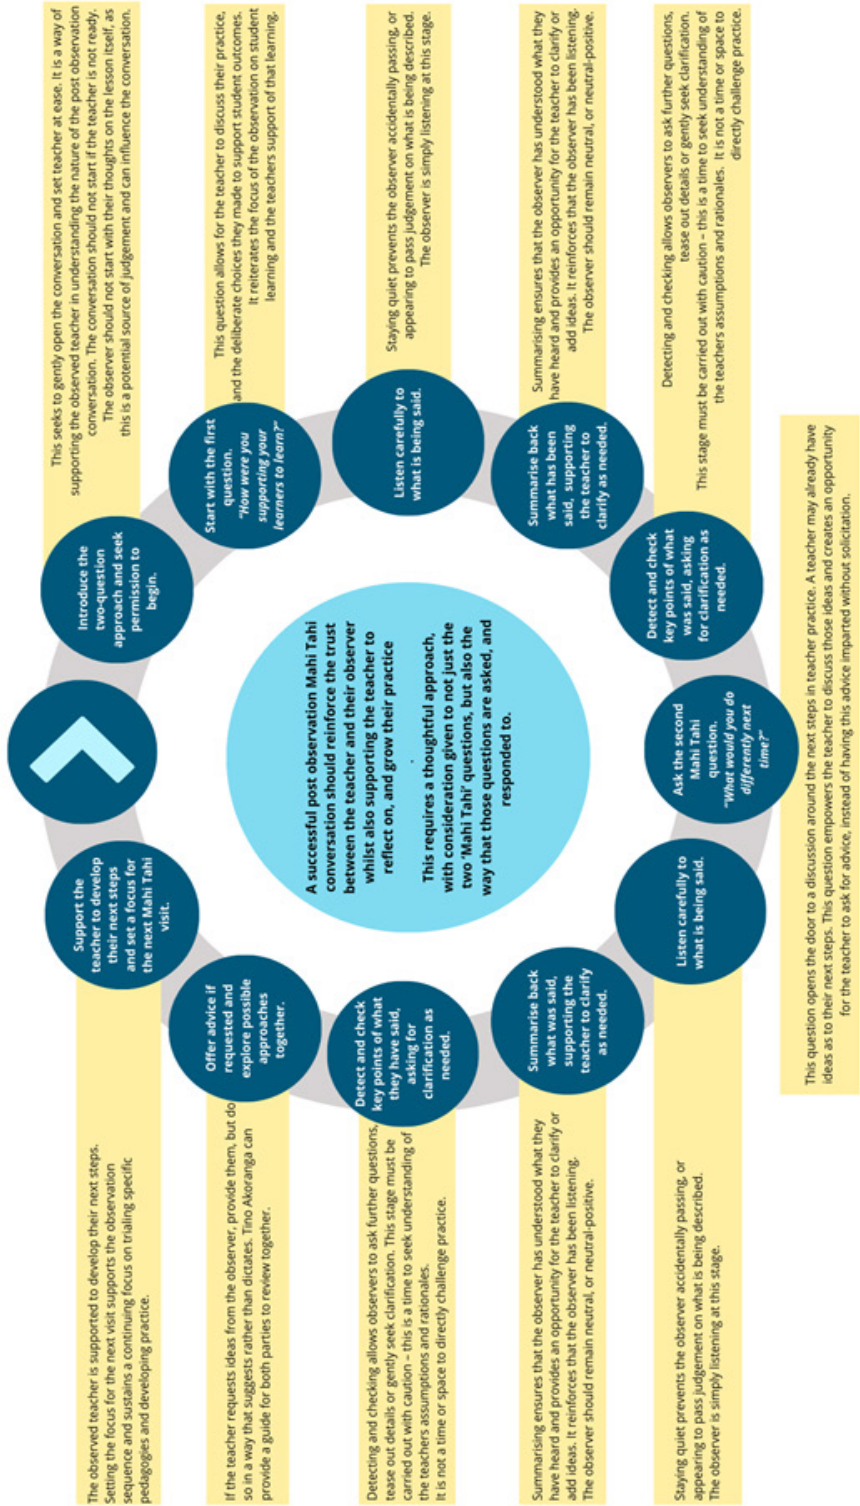 Introduce the
two-question
approach and seek
permission to
begin.
This seeks to gently open the conversation and set teacher at ease. It is a way of
supporting the observed teacher in understanding the nature of the post observation
conversation. The conversation should not start if the teacher is not ready.
The observer should not start with their thoughts on the lesson itself, as
this is a potential source of judgement and can influence the conversation.
Start with the first
question.
"How were you
supporting your
learners to learn?"
This question allows for the teacher to discuss their practice,
and the deliberate choices they made to support student outcomes.
It reiterates the focus of the observation on student
learning and the teachers support of that learning.
Listen carefully to
what is being said.
Staying quiet prevents the observer accidentally passing, or
appearing to pass judgement on what is being described.
The observer is simply listening at this stage.
Summarise back
what has been
said, supporting
the teacher to
clarify as needed.
Summarising ensures that the observer has understood what they
have heard and provides an opportunity for the teacher to clarify or
add ideas. It reinforces that the observer has been listening.
The observer should remain neutral, or neutral-positive.
Detect and check
key points of what
was said, asking
for clarification as
needed.
Detecting and checking allows observers to ask further questions,
tease out details or gently seek clarification.
This stage must be carried out with caution – this is a time to seek understanding of
the teachers assumptions and rationales. It is not a time or space to
directly challenge practice.
Ask the second
Mahi Tahi
question.
"What would you do
differently next
time?"
This question opens the door to a discussion around the next steps in teacher practice. A teacher may already have
ideas as to their next steps. This question empowers the teacher to discuss those ideas and creates an opportunity
for the teacher to ask for advice, instead of having this advice imparted without solicitation.
Listen carefully to
what is being said.
Staying quiet prevents the observer accidentally passing, or
appearing to pass judgement on what is being described.
The observer is simply listening at this stage.
Summarise back
what was said,
supporting the
teacher to clarify
as needed.
Summarising ensures that the observer has understood what they
have heard and provides an opportunity for the teacher to clarify or
add ideas. It reinforces that the observer has been listening.
The observer should remain neutral, or neutral-positive.
Detect and check
key points of what
they have said,
asking for
clarification as
needed.
Detecting and checking allows observers to ask further questions,
tease out details or gently seek clarification. This stage must be
carried out with caution – this is a time to seek understanding of
the teachers assumptions and rationales.
It is not a time or space to directly challenge practice.
Offer advice if
requested and
explore possible
approaches
together.
If the teacher requests ideas from the observer, provide them, but do
so in a way that suggests rather than dictates. Tino Akoranga can
provide a guide for both parties to review together.
Support the
teacher to develop
their next steps
and set a focus for
the next Mahi Tahi
visit.
The observed teacher is supported to develop their next steps.
Setting the focus for the next visit supports the observation
sequence and sustains a continuing focus on trialing specific
pedagogies and developing practice.
A successful post observation Mahi Tahi
conversation should reinforce the trust
between the teacher and their observer
whilst also supporting the teacher to
reflect on, and grow their practice
.
This requires a thoughtful approach,
with consideration given to not just the
two 'Mahi Tahi' questions, but also the
way that those questions are asked, and
responded to.